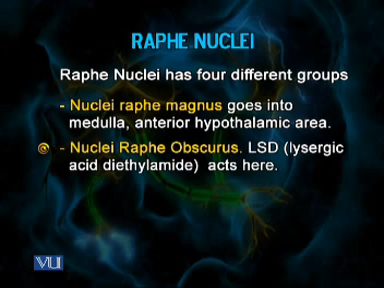 RAPHE NUCLEI
Raphe Nuclei has four different groups
- Nuclei raphe magnus goes into
medulla, anterior hypothalamic area.
- Nuclei Raphe Obscurus. LSD (lysergic
acid diethylamide) acts here.
VU